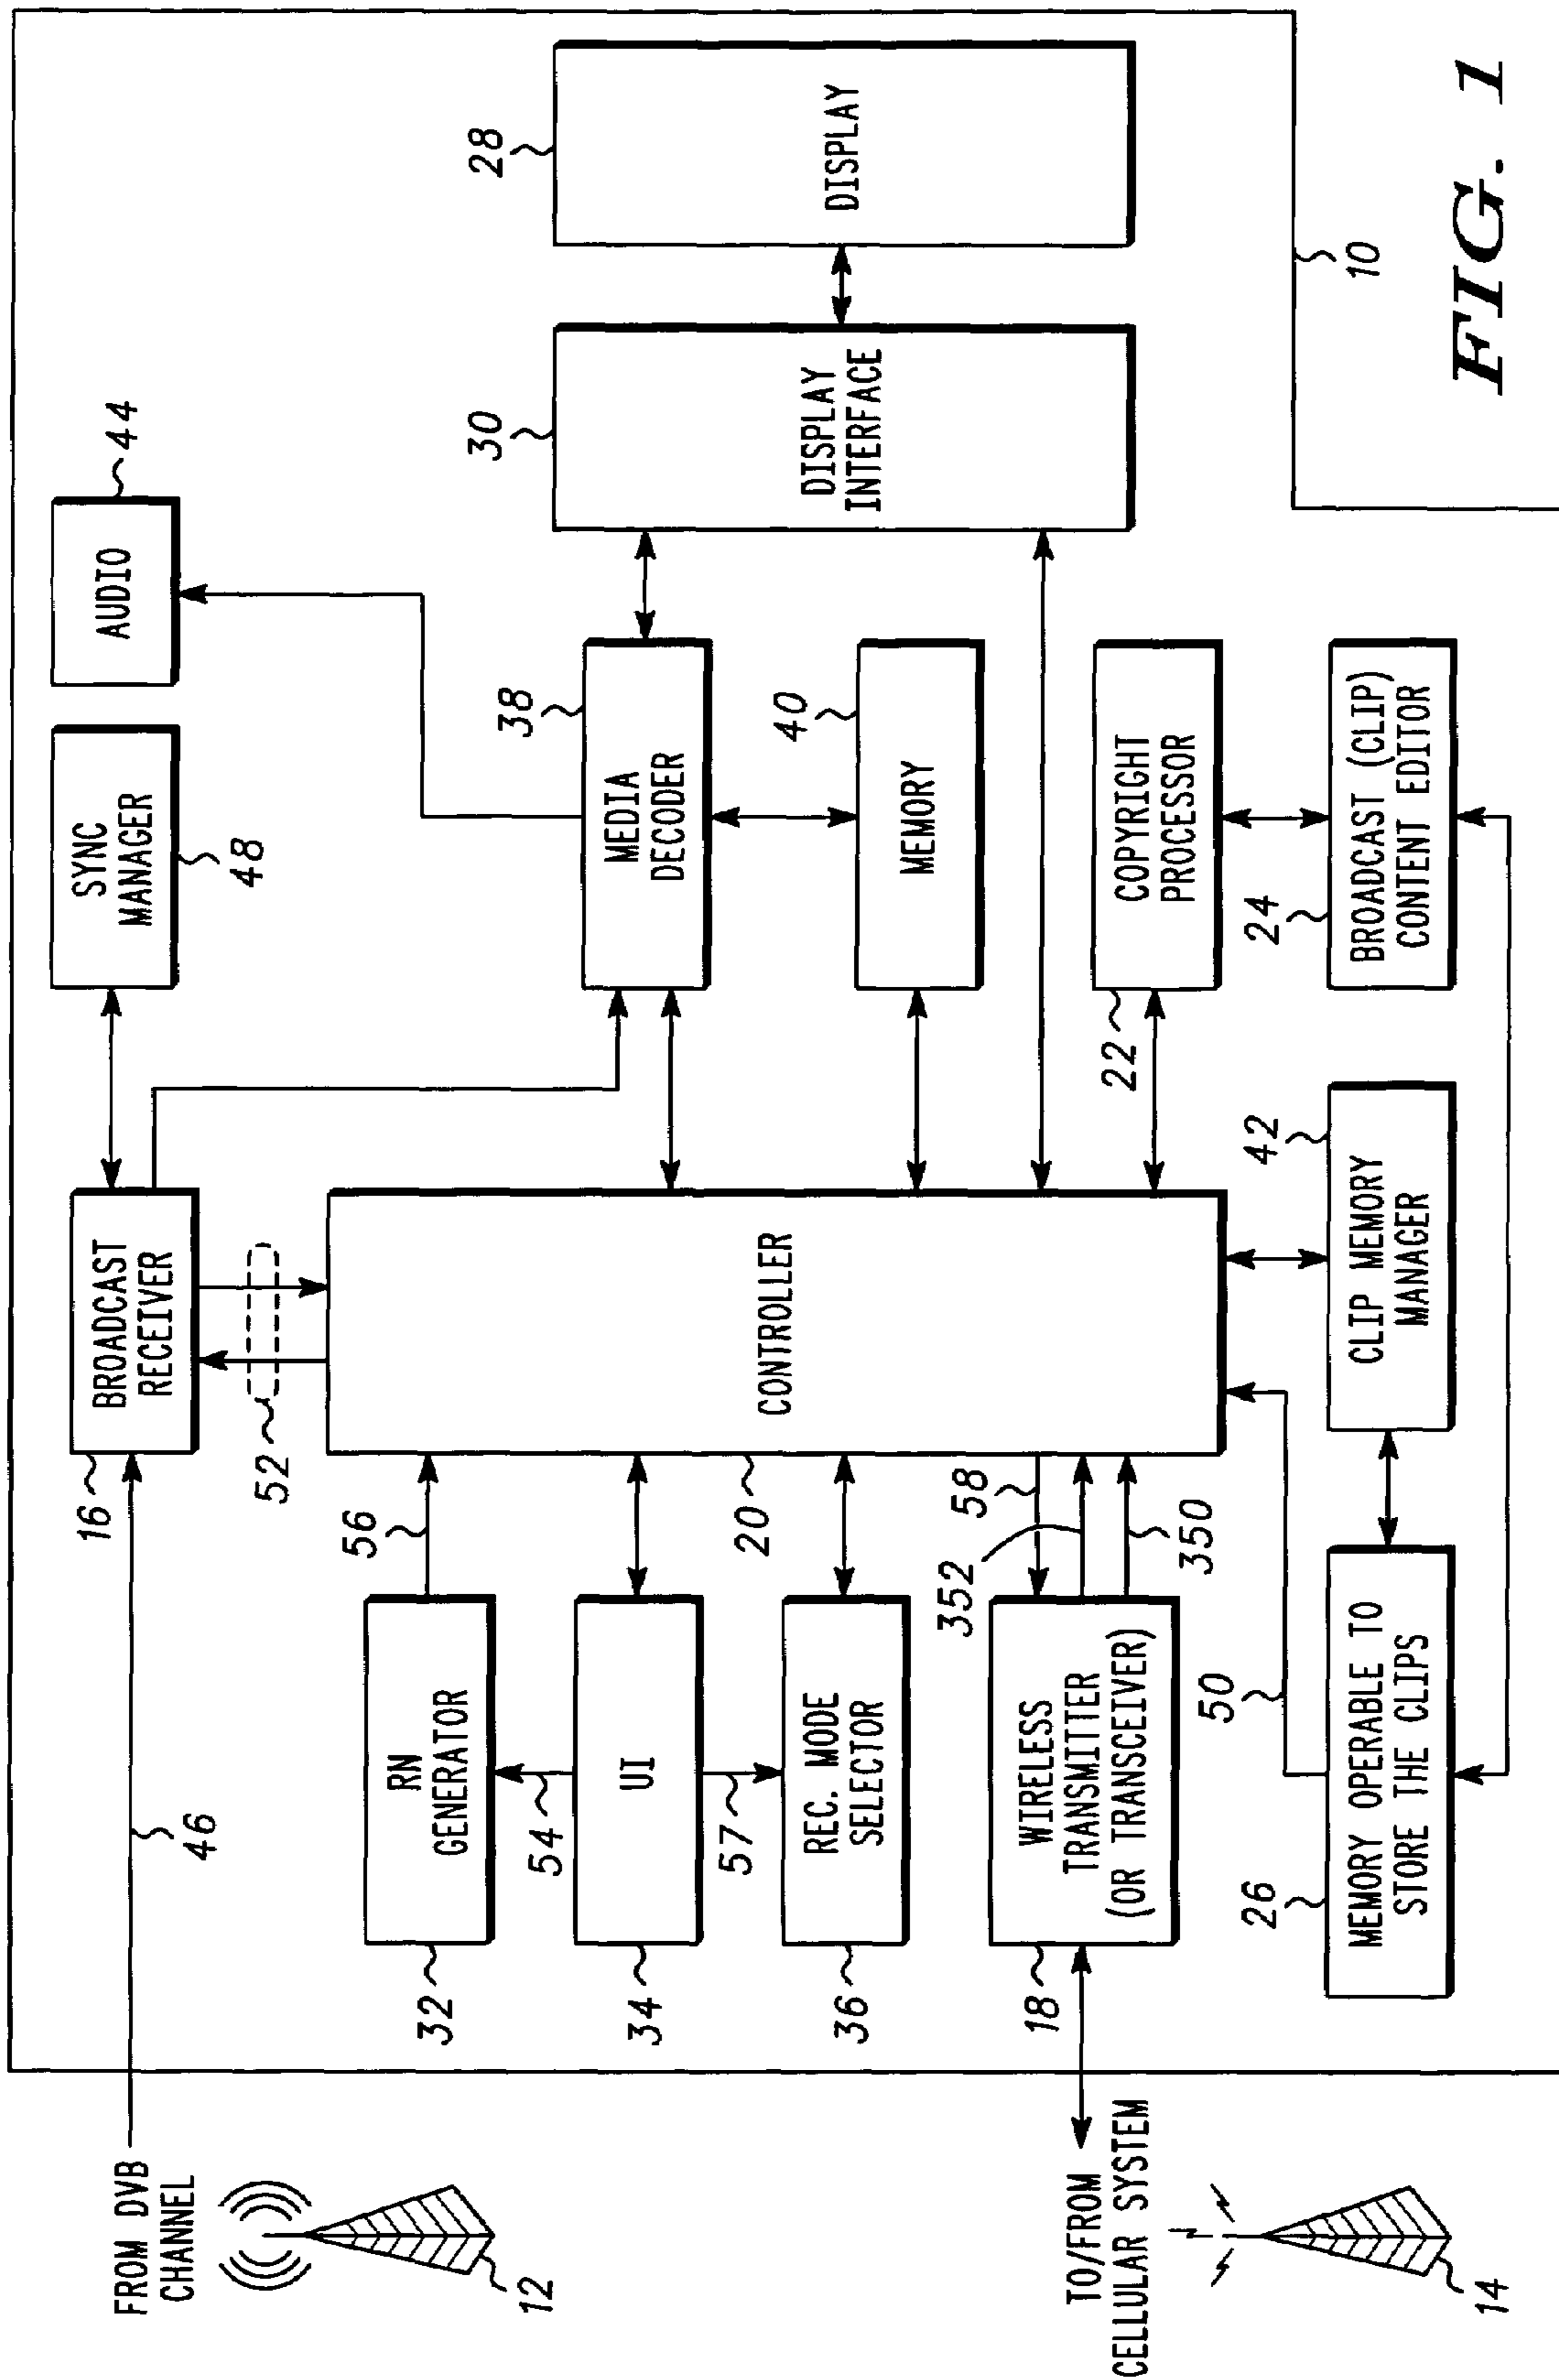 FROM DVB
CHANNEL
12
46
16
BROADCAST
RECEIVER
52
SYNC
MANAGER
48
AUDIO
44
32
RN
GENERATOR
56
54
34
UI
57
36
REC. MODE
SELECTOR
20
CONTROLLER
38
MEDIA
DECODER
40
MEMORY
30
DISPLAY
INTERFACE
28
DISPLAY
TO/FROM
CELLULAR SYSTEM
14
18
WIRELESS
TRANSMITTER
(OR TRANSCEIVER)
58
352
350
22
COPYRIGHT
PROCESSOR
26
MEMORY OPERABLE TO
STORE THE CLIPS
50
42
CLIP MEMORY
MANAGER
24
BROADCAST (CLIP)
CONTENT EDITOR
10
FIG. 1